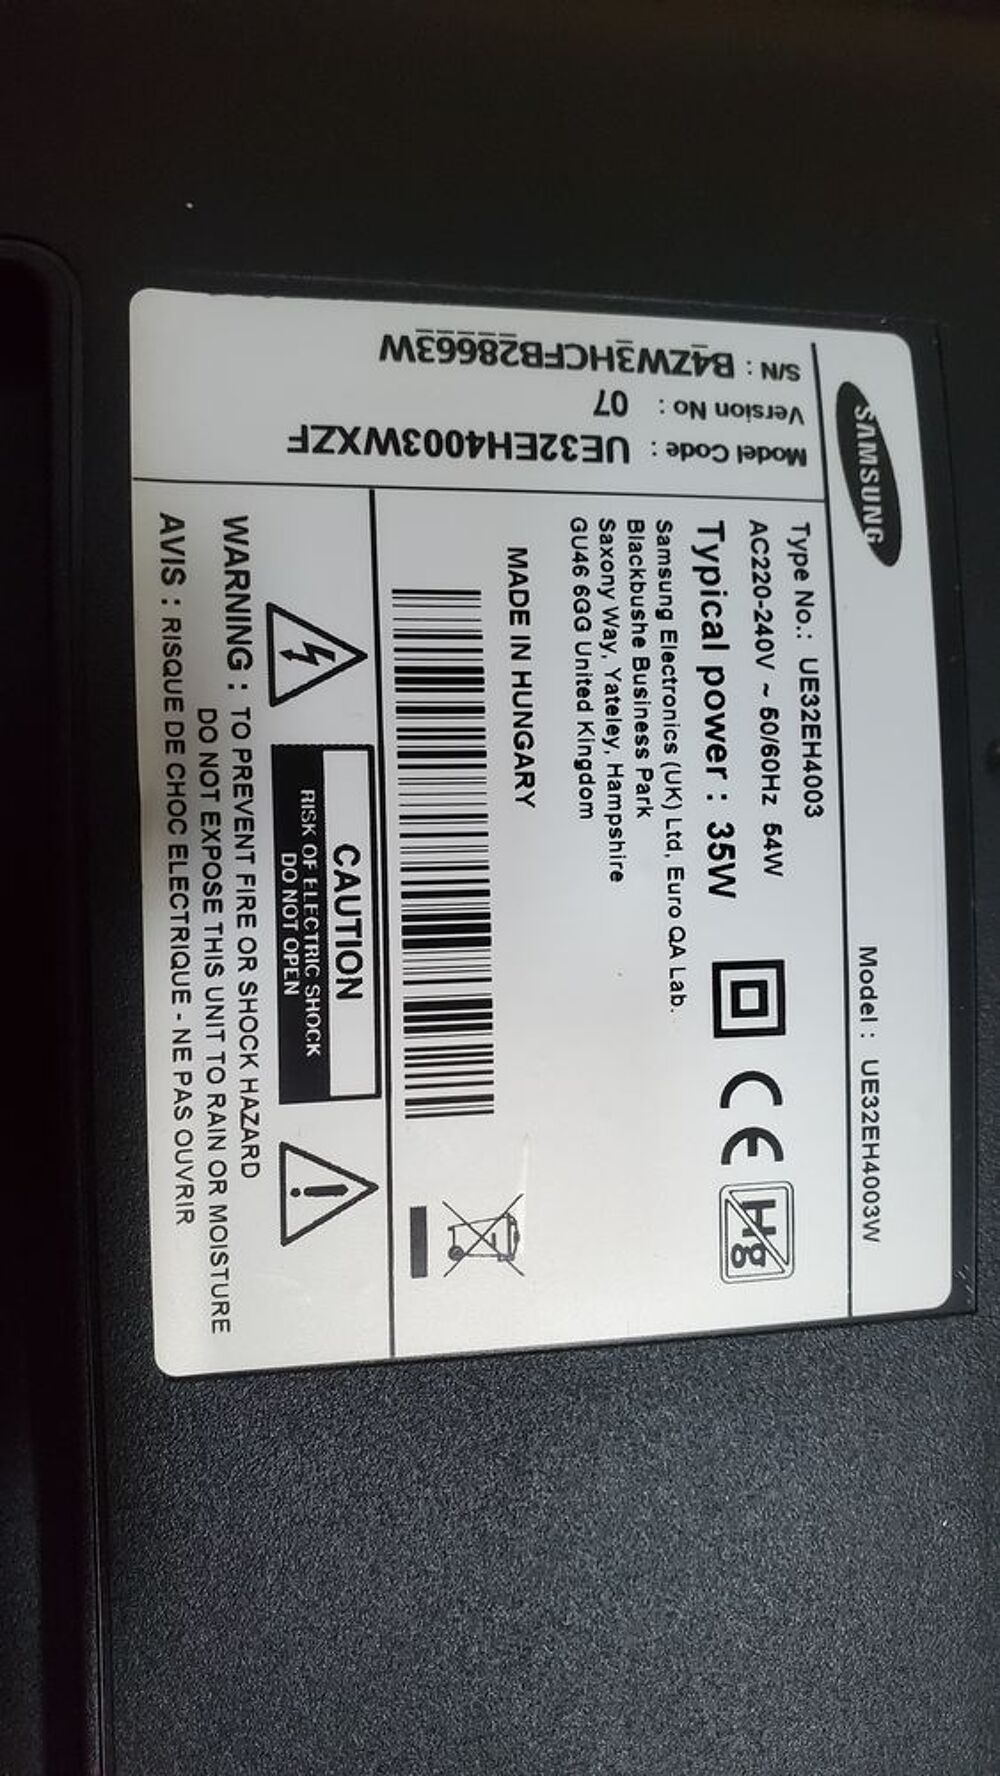 SAMSUNG
Model : UE32EH4003W
Type No.: UE32EH4003
AC220-240V ~ 50/60Hz 54W
Typical power : 35W
Samsung Electronics (UK) Ltd, Euro QA Lab.
Blackbushe Business Park
Saxony Way, Yateley, Hampshire
GU46 6GG United Kingdom
MADE IN HUNGARY
CE
Hg
CAUTION
RISK OF ELECTRIC SHOCK
DO NOT OPEN
WARNING : TO PREVENT FIRE OR SHOCK HAZARD
DO NOT EXPOSE THIS UNIT TO RAIN OR MOISTURE
AVIS : RISQUE DE CHOC ELECTRIQUE - NE PAS OUVRIR
Model Code : UE32EH4003WXZF
Version No : 07
S/N : B4ZW3HCFB28663W